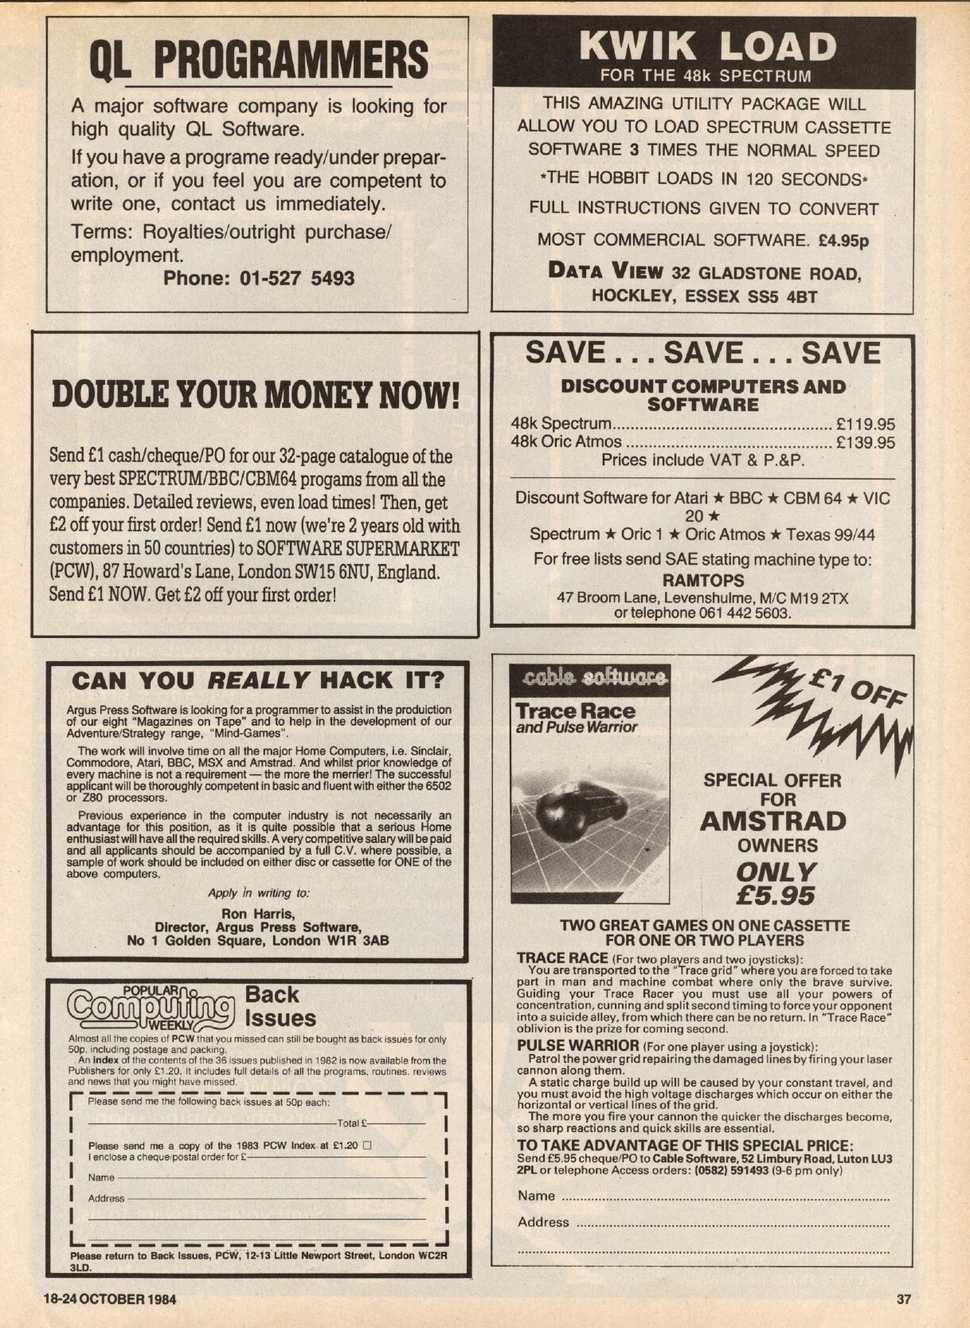 QL PROGRAMMERS
A major software company is looking for
high quality QL Software.
If you have a programe ready/under prepar-
ation, or if you feel you are competent to
write one, contact us immediately.
Terms: Royalties/outright purchase/
employment.
Phone: 01-527 5493
KWIK LOAD
FOR THE 48k SPECTRUM
THIS AMAZING UTILITY PACKAGE WILL
ALLOW YOU TO LOAD SPECTRUM CASSETTE
SOFTWARE 3 TIMES THE NORMAL SPEED
*THE HOBBIT LOADS IN 120 SECONDS*
FULL INSTRUCTIONS GIVEN TO CONVERT
MOST COMMERCIAL SOFTWARE. £4.95p
DATA VIEW 32 GLADSTONE ROAD,
HOCKLEY, ESSEX SS5 4BT
DOUBLE YOUR MONEY NOW!
Send £1 cash/cheque/PO for our 32-page catalogue of the
very best SPECTRUM/BBC/CBM64 progams from all the
companies. Detailed reviews, even load times! Then, get
£2 off your first order! Send £1 now (we're 2 years old with
customers in 50 countries) to SOFTWARE SUPERMARKET
(PCW), 87 Howard's Lane, London SW15 6NU, England.
Send £1 NOW. Get £2 off your first order!
SAVE . . . SAVE . . . SAVE
DISCOUNT COMPUTERS AND
SOFTWARE
48k Spectrum................................................ £119.95
48k Oric Atmos ............................................. £139.95
Prices include VAT & P.&P.
Discount Software for Atari ★ BBC ★ CBM 64 ★ VIC
20 ★
Spectrum ★ Oric 1 ★ Oric Atmos ★ Texas 99/44
For free lists send SAE stating machine type to:
RAMTOPS
47 Broom Lane, Levenshulme, M/C M19 2TX
or telephone 061 442 5603.
CAN YOU REALLY HACK IT?
Argus Press Software is looking for a programmer to assist in the produiction
of our eight "Magazines on Tape" and to help in the development of our
Adventure/Strategy range, "Mind-Games".
The work will involve time on all the major Home Computers, i.e. Sinclair,
Commodore, Atari, BBC, MSX and Amstrad. And whilst prior knowledge of
every machine is not a requirement — the more the merrier! The successful
applicant will be thoroughly competent in basic and fluent with either the 6502
or Z80 processors.
Previous experience in the computer industry is not necessarily an
advantage for this position, as it is quite possible that a serious Home
enthusiast will have all the required skills. A very competitive salary will be paid
and all applicants should be accompanied by a full C.V. where possible, a
sample of work should be included on either disc or cassette for ONE of the
above computers.
Apply in writing to:
Ron Harris,
Director, Argus Press Software,
No 1 Golden Square, London W1R 3AB
POPULAR
Computing
WEEKLY
Back
Issues
Almost all the copies of PCW that you missed can still be bought as back issues for only
50p, including postage and packing.
An index of the contents of the 36 issues published in 1982 is now available from the
Publishers for only £1.20. It includes full details of all the programs, routines, reviews
and news that you might have missed.
Please send me the following back issues at 50p each:
Total £
Please send me a copy of the 1983 PCW Index at £1.20 □
I enclose a cheque/postal order for £
Name
Address
Please return to Back Issues, PCW, 12-13 Little Newport Street, London WC2R
3LD.
cable software
Trace Race
and Pulse Warrior
£1 OFF
SPECIAL OFFER
FOR
AMSTRAD
OWNERS
ONLY
£5.95
TWO GREAT GAMES ON ONE CASSETTE
FOR ONE OR TWO PLAYERS
TRACE RACE (For two players and two joysticks):
You are transported to the "Trace grid" where you are forced to take
part in man and machine combat where only the brave survive.
Guiding your Trace Racer you must use all your powers of
concentration, cunning and split second timing to force your opponent
into a suicide alley, from which there can be no return. In "Trace Race"
oblivion is the prize for coming second.
PULSE WARRIOR (For one player using a joystick):
Patrol the power grid repairing the damaged lines by firing your laser
cannon along them.
A static charge build up will be caused by your constant travel, and
you must avoid the high voltage discharges which occur on either the
horizontal or vertical lines of the grid.
The more you fire your cannon the quicker the discharges become,
so sharp reactions and quick skills are essential.
TO TAKE ADVANTAGE OF THIS SPECIAL PRICE:
Send £5.95 cheque/PO to Cable Software, 52 Limbury Road, Luton LU3
2PL or telephone Access orders: (0582) 591493 (9-6 pm only)
Name ..........................................................................
Address ......................................................................
18-24 OCTOBER 1984
37